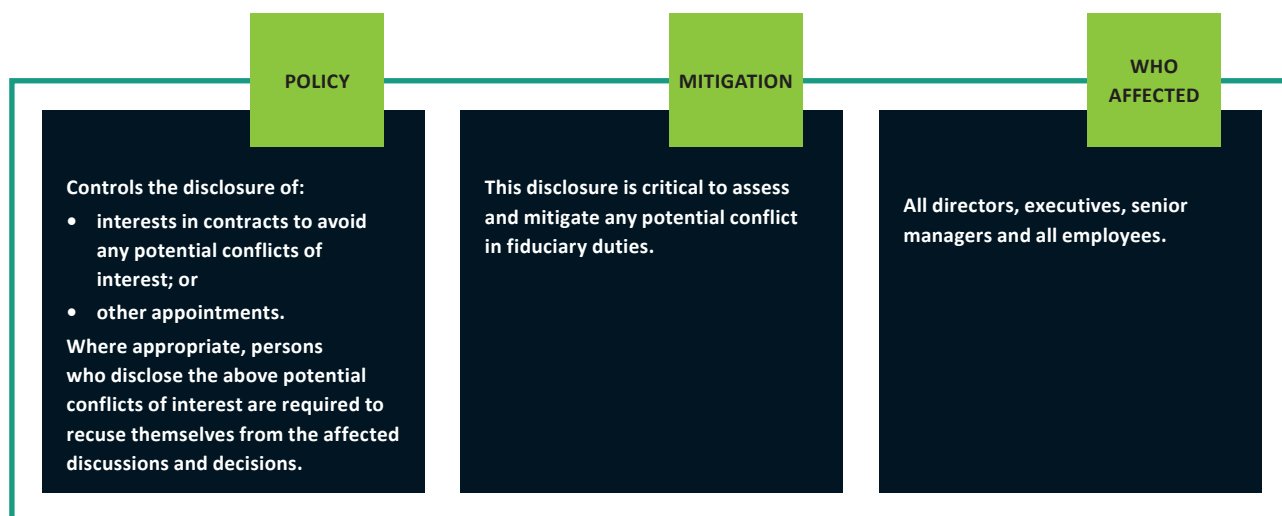 POLICY
Controls the disclosure of:
• interests in contracts to avoid
any potential conflicts of
interest; or
• other appointments.
Where appropriate, persons
who disclose the above potential
conflicts of interest are required to
recuse themselves from the affected
discussions and decisions.
MITIGATION
This disclosure is critical to assess
and mitigate any potential conflict
in fiduciary duties.
WHO
AFFECTED
All directors, executives, senior
managers and all employees.